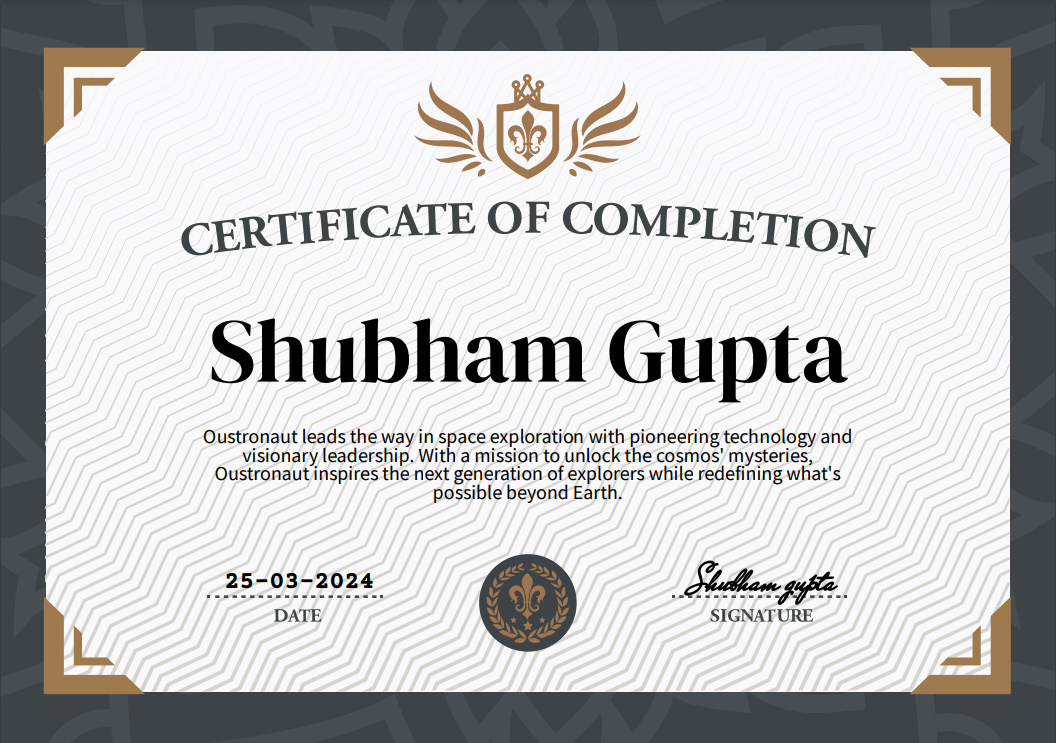 CERTIFICATE OF COMPLETION
Shubham Gupta
Oustronaut leads the way in space exploration with pioneering technology and
visionary leadership. With a mission to unlock the cosmos' mysteries,
Oustronaut inspires the next generation of explorers while redefining what's
possible beyond Earth.
25-03-2024
Shubham gupta
DATE
SIGNATURE